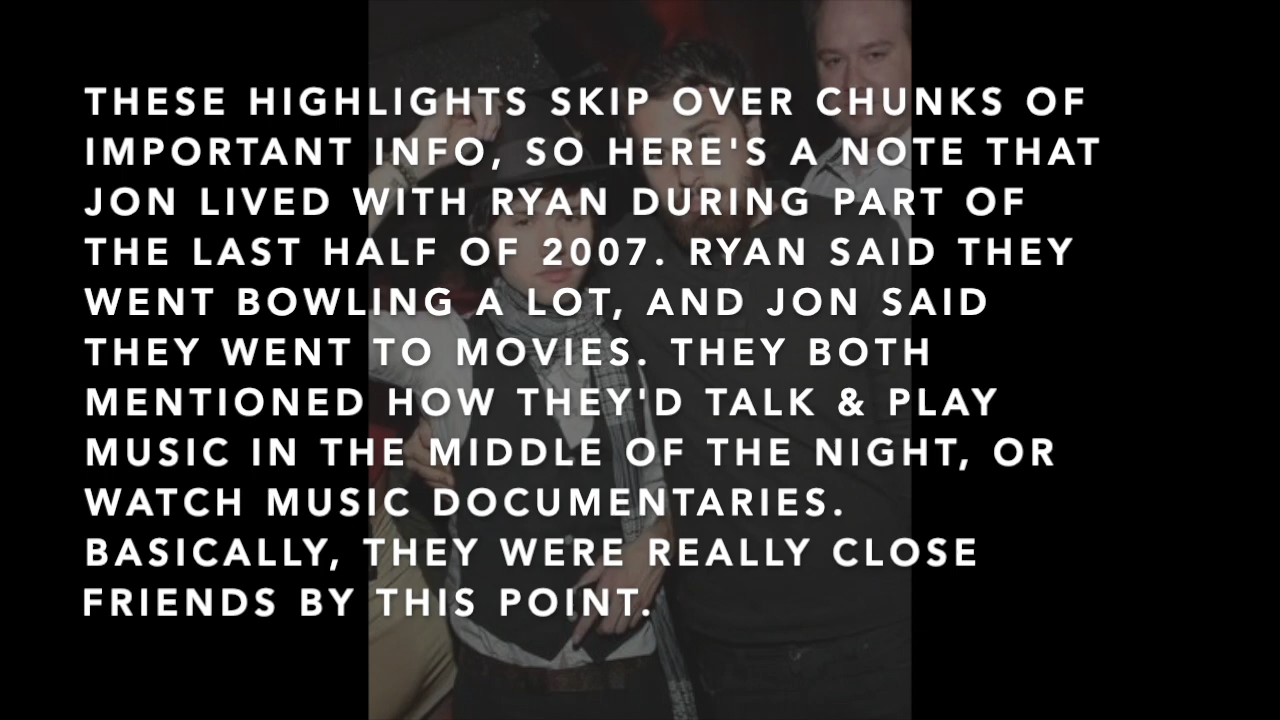 THESE HIGHLIGHTS SKIP OVER CHUNKS OF
IMPORTANT INFO, SO HERE'S A NOTE THAT
JON LIVED WITH RYAN DURING PART OF
THE LAST HALF OF 2007. RYAN SAID THEY
WENT BOWLING A LOT, AND JON SAID
THEY WENT TO MOVIES. THEY BOTH
MENTIONED HOW THEY'D TALK & PLAY
MUSIC IN THE MIDDLE OF THE NIGHT, OR
WATCH MUSIC DOCUMENTARIES.
BASICALLY, THEY WERE REALLY CLOSE
FRIENDS BY THIS POINT.